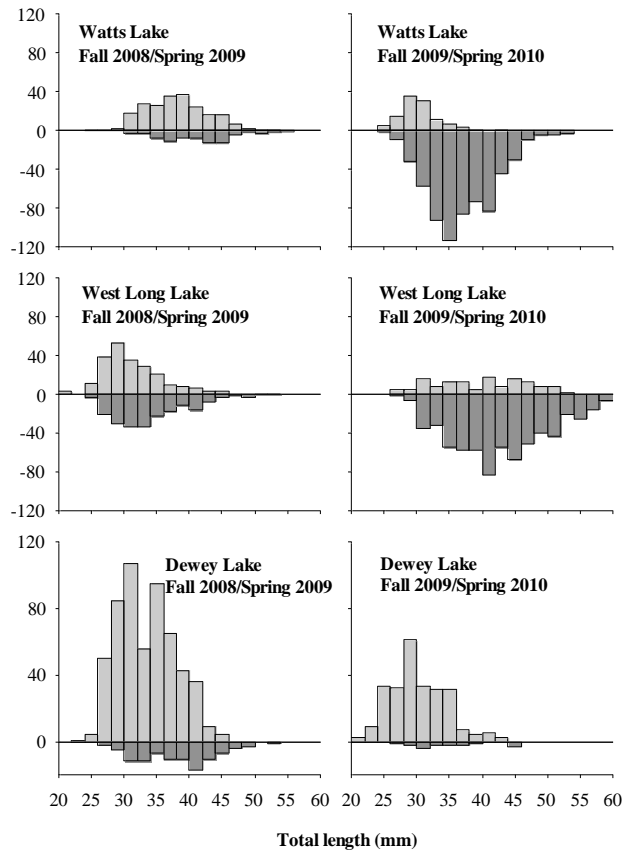 Watts Lake
Fall 2008/Spring 2009
Watts Lake
Fall 2009/Spring 2010
120
80
40
0
-40
-80
-120
West Long Lake
Fall 2008/Spring 2009
West Long Lake
Fall 2009/Spring 2010
120
80
40
0
-40
-80
-120
Dewey Lake
Fall 2008/Spring 2009
Dewey Lake
Fall 2009/Spring 2010
120
80
40
0
20 25 30 35 40 45 50 55 60
20 25 30 35 40 45 50 55 60
Total length (mm)